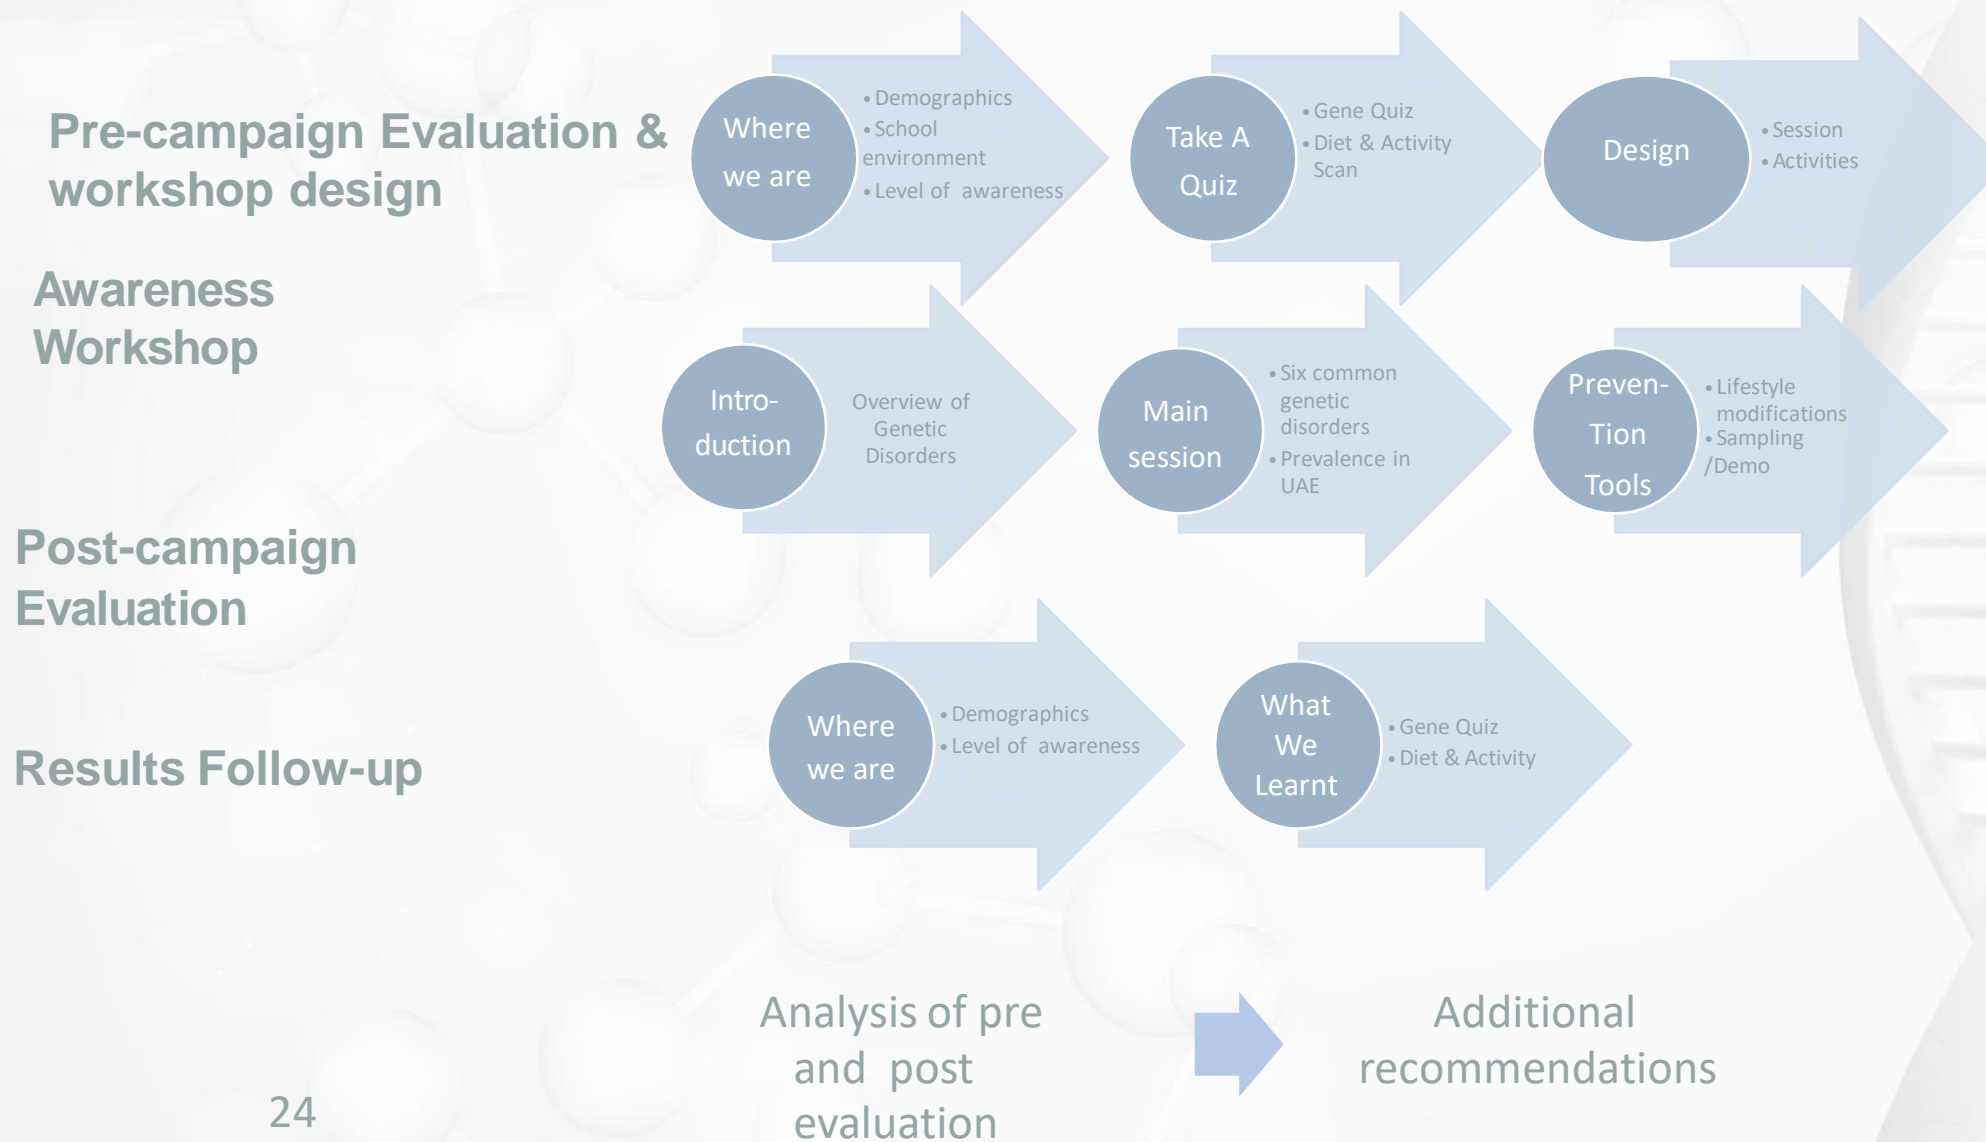 Pre-campaign Evaluation &
workshop design
Where
we are
• Demographics
• School
environment
• Level of awareness
Take A
Quiz
• Gene Quiz
• Diet & Activity
Scan
Design
• Session
• Activities
Awareness
Workshop
Intro-
duction
Overview of
Genetic
Disorders
Main
session
• Six common
genetic
disorders
• Prevalence in
UAE
Preven-
Tion
Tools
• Lifestyle
modifications
• Sampling
/Demo
Post-campaign
Evaluation
Where
we are
• Demographics
• Level of awareness
What
We
Learnt
• Gene Quiz
• Diet & Activity
Results Follow-up
Analysis of pre
and post
evaluation
Additional
recommendations
24